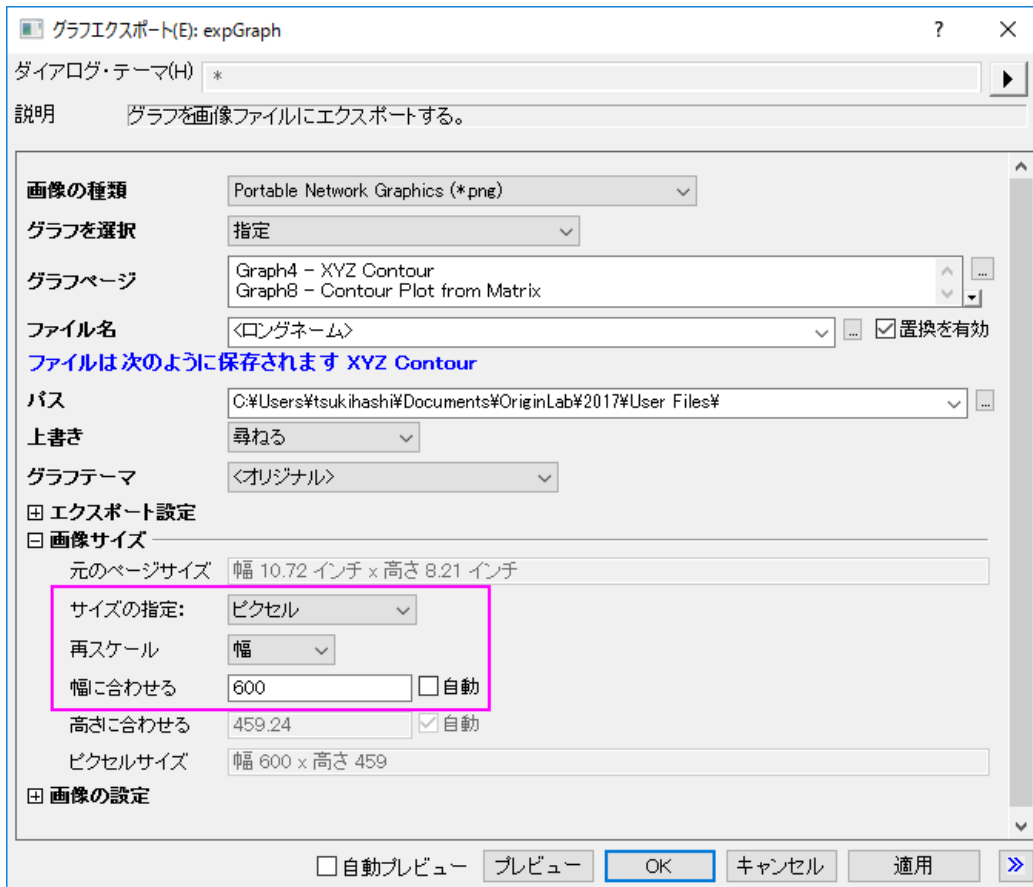 グラフエクスポート(E): expGraph ? ×
ダイアログ・テーマ(H) *
説明 グラフを画像ファイルにエクスポートする。
画像の種類 Portable Network Graphics (*png)
グラフを選択 指定
グラフページ Graph4 - XYZ Contour
Graph8 - Contour Plot from Matrix ...
ファイル名 <ロングネーム> ... 置換を有効
ファイルは次のように保存されます XYZ Contour
パス C:¥Users¥tsukihashi¥Documents¥OriginLab¥2017¥User Files¥ ...
上書き 尋ねる
グラフテーマ <オリジナル>
エクスポート設定
画像サイズ
元のページサイズ 幅 10.72 インチ x 高さ 8.21 インチ
サイズの指定: ピクセル
再スケール 幅
幅に合わせる 600 自動
高さに合わせる 459.24 自動
ピクセルサイズ 幅 600 x 高さ 459
画像の設定
自動プレビュー プレビュー OK キャンセル 適用 »